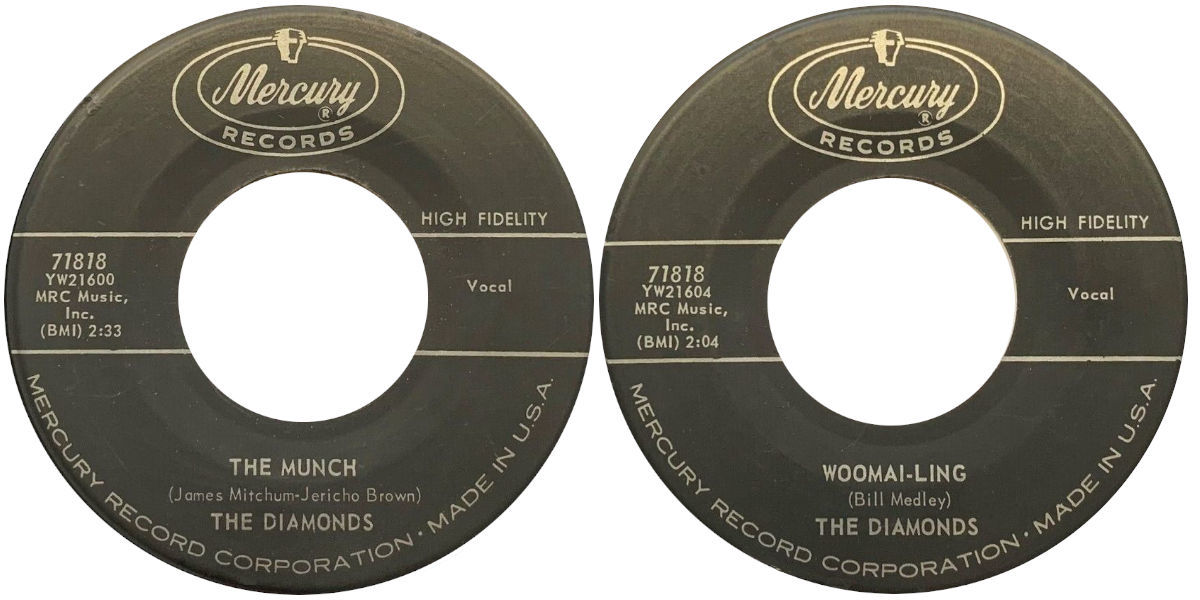 Mercury
®
RECORDS
HIGH FIDELITY
71818
YW21600
MRC Music,
Inc.
(BMI) 2:33
Vocal
THE MUNCH
(James Mitchum-Jericho Brown)
THE DIAMONDS
MERCURY RECORD CORPORATION • MADE IN U.S.A.
Mercury
®
RECORDS
HIGH FIDELITY
71818
YW21604
MRC Music,
Inc.
(BMI) 2:04
Vocal
WOOMAI-LING
(Bill Medley)
THE DIAMONDS
MERCURY RECORD CORPORATION • MADE IN U.S.A.